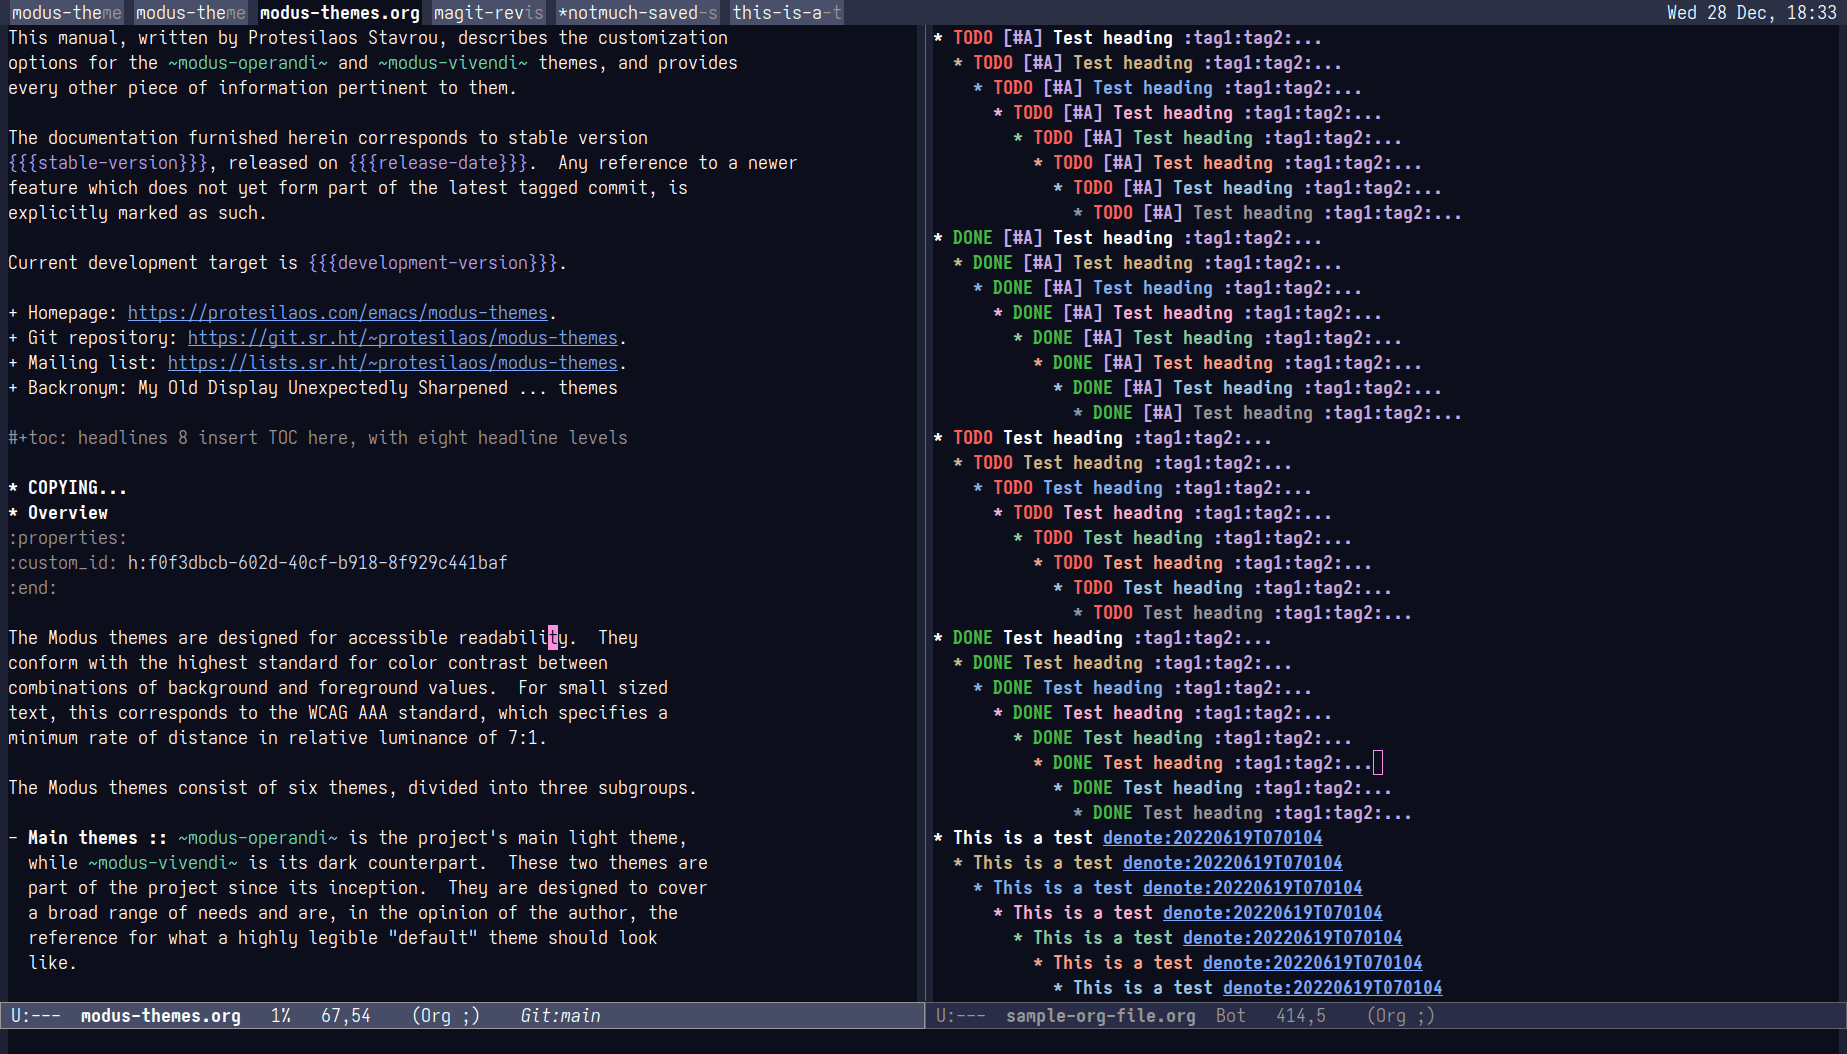 modus-theme modus-theme modus-themes.org magit-revis *notmuch-saved-s this-is-a-t Wed 28 Dec, 18:33
This manual, written by Protesilaos Stavrou, describes the customization
options for the ~modus-operandi~ and ~modus-vivendi~ themes, and provides
every other piece of information pertinent to them.
The documentation furnished herein corresponds to stable version
{{{stable-version}}}, released on {{{release-date}}}.  Any reference to a newer
feature which does not yet form part of the latest tagged commit, is
explicitly marked as such.
Current development target is {{{development-version}}}.
+ Homepage: https://protesilaos.com/emacs/modus-themes.
+ Git repository: https://git.sr.ht/~protesilaos/modus-themes.
+ Mailing list: https://lists.sr.ht/~protesilaos/modus-themes.
+ Backronym: My Old Display Unexpectedly Sharpened ... themes
#+toc: headlines 8 insert TOC here, with eight headline levels
* COPYING...
* Overview
:properties:
:custom_id: h:f0f3dbcb-602d-40cf-b918-8f929c441baf
:end:
The Modus themes are designed for accessible readability.  They
conform with the highest standard for color contrast between
combinations of background and foreground values.  For small sized
text, this corresponds to the WCAG AAA standard, which specifies a
minimum rate of distance in relative luminance of 7:1.
The Modus themes consist of six themes, divided into three subgroups.
- Main themes :: ~modus-operandi~ is the project's main light theme,
while ~modus-vivendi~ is its dark counterpart.  These two themes are
part of the project since its inception.  They are designed to cover
a broad range of needs and are, in the opinion of the author, the
reference for what a highly legible "default" theme should look
like.
U:--- modus-themes.org 1% 67,54 (Org ;) Git:main
* TODO [#A] Test heading :tag1:tag2:...
* TODO [#A] Test heading :tag1:tag2:...
* TODO [#A] Test heading :tag1:tag2:...
* TODO [#A] Test heading :tag1:tag2:...
* TODO [#A] Test heading :tag1:tag2:...
* TODO [#A] Test heading :tag1:tag2:...
* TODO [#A] Test heading :tag1:tag2:...
* TODO [#A] Test heading :tag1:tag2:...
* DONE [#A] Test heading :tag1:tag2:...
* DONE [#A] Test heading :tag1:tag2:...
* DONE [#A] Test heading :tag1:tag2:...
* DONE [#A] Test heading :tag1:tag2:...
* DONE [#A] Test heading :tag1:tag2:...
* DONE [#A] Test heading :tag1:tag2:...
* DONE [#A] Test heading :tag1:tag2:...
* DONE [#A] Test heading :tag1:tag2:...
* TODO Test heading :tag1:tag2:...
* TODO Test heading :tag1:tag2:...
* TODO Test heading :tag1:tag2:...
* TODO Test heading :tag1:tag2:...
* TODO Test heading :tag1:tag2:...
* TODO Test heading :tag1:tag2:...
* TODO Test heading :tag1:tag2:...
* TODO Test heading :tag1:tag2:...
* DONE Test heading :tag1:tag2:...
* DONE Test heading :tag1:tag2:...
* DONE Test heading :tag1:tag2:...
* DONE Test heading :tag1:tag2:...
* DONE Test heading :tag1:tag2:...
* DONE Test heading :tag1:tag2:...
* DONE Test heading :tag1:tag2:...
* DONE Test heading :tag1:tag2:...
* This is a test denote:20220619T070104
* This is a test denote:20220619T070104
* This is a test denote:20220619T070104
* This is a test denote:20220619T070104
* This is a test denote:20220619T070104
* This is a test denote:20220619T070104
* This is a test denote:20220619T070104
U:--- sample-org-file.org Bot 414,5 (Org ;)